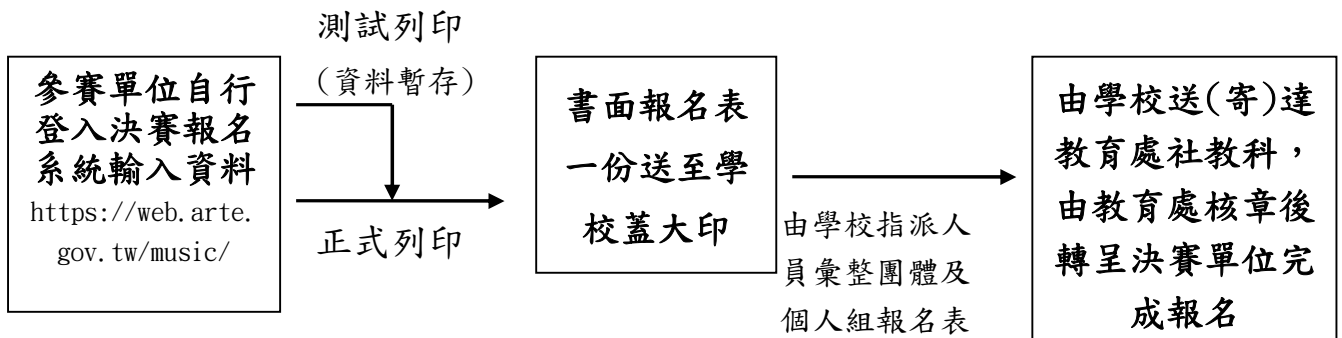 參賽單位自行
登入決賽報名
系統輸入資料
https://web.arte.
gov.tw/music/
測試列印
(資料暫存)
正式列印
書面報名表
一份送至學
校蓋大印
由學校指派人
員彙整團體及
個人組報名表
由學校送(寄)達
教育處社教科，
由教育處核章後
轉呈決賽單位完
成報名